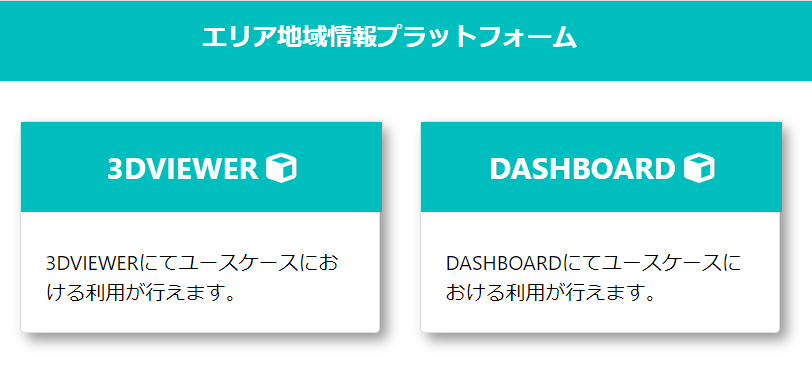 エリア地域情報プラットフォーム
3DVIEWER
3DVIEWERにてユースケースにお
ける利用が行えます。
DASHBOARD
DASHBOARDにてユースケースに
おける利用が行えます。